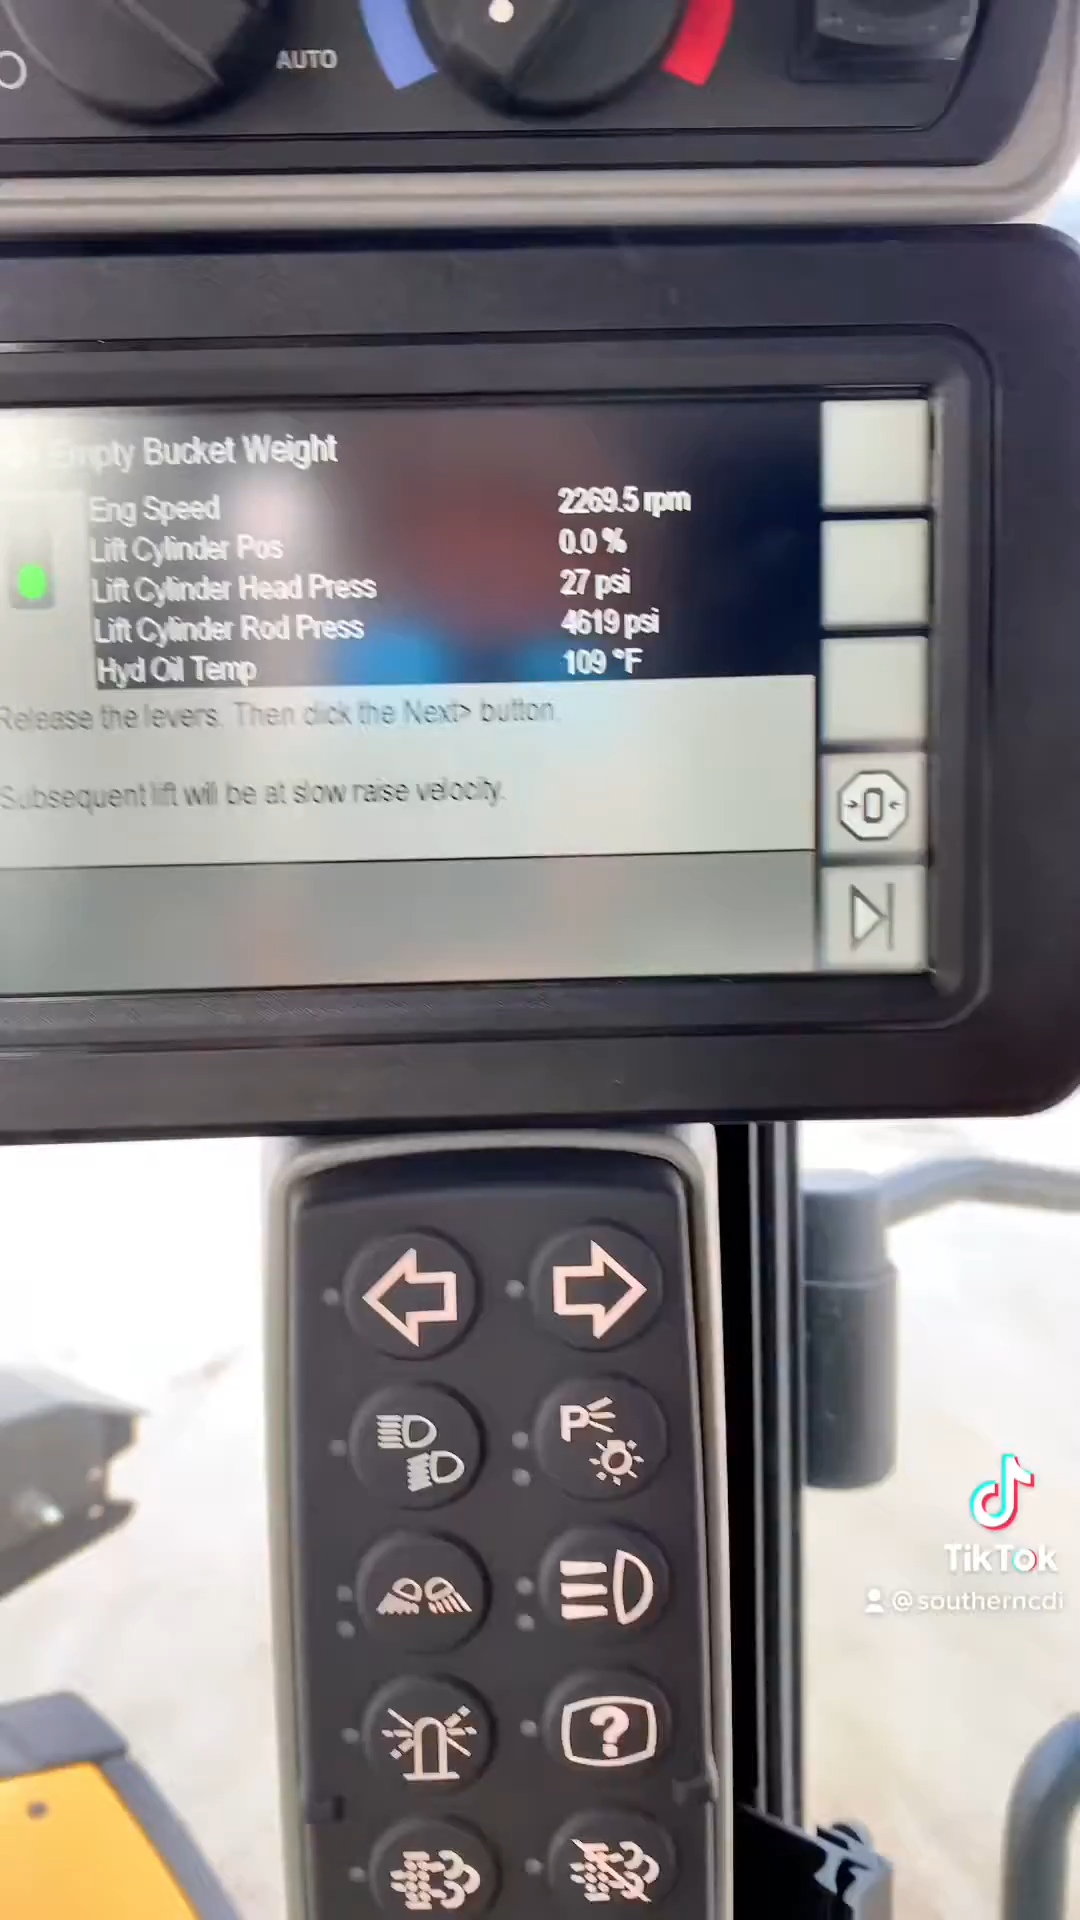 AUTO
Empty Bucket Weight
Eng Speed 2269.5 rpm
Lift Cylinder Pos 0.0 %
Lift Cylinder Head Press 27 psi
Lift Cylinder Rod Press 4619 psi
Hyd Oil Temp 109 °F
Release the levers. Then click the Next> button.
Subsequent lift will be at slow raise velocity.
P
?
TikTok
@southerncdi